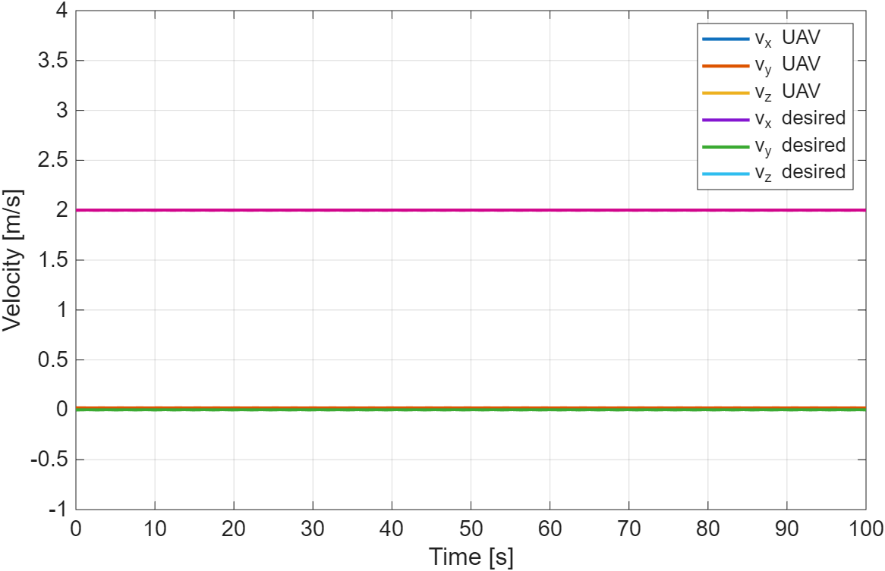 4
3.5
3
2.5
2
1.5
1
0.5
0
-0.5
-1
0 10 20 30 40 50 60 70 80 90 100
Velocity [m/s]
Time [s]
vx UAV
vy UAV
vz UAV
vx desired
vy desired
vz desired